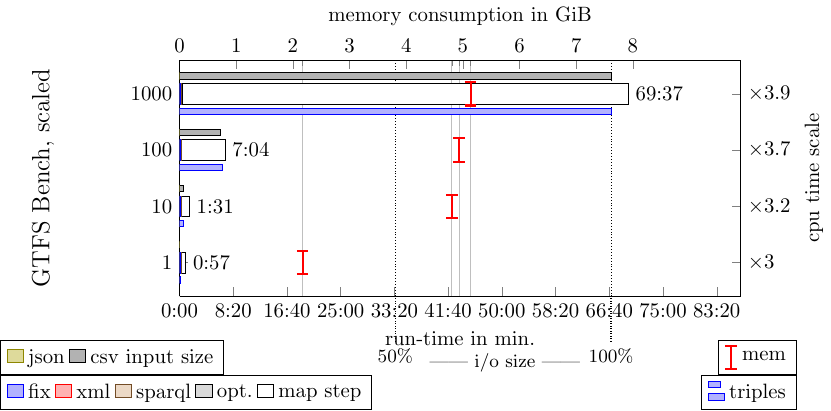 memory consumption in GiB
0 1 2 3 4 5 6 7 8
GTFS Bench, scaled
1000 69:37 ×3.9
100 7:04 ×3.7
10 1:31 ×3.2
1 0:57 ×3
cpu time scale
0:00 8:20 16:40 25:00 33:20 41:40 50:00 58:20 66:40 75:00 83:20
run-time in min.
50% i/o size 100%
json csv input size mem
fix xml sparql opt. map step triples